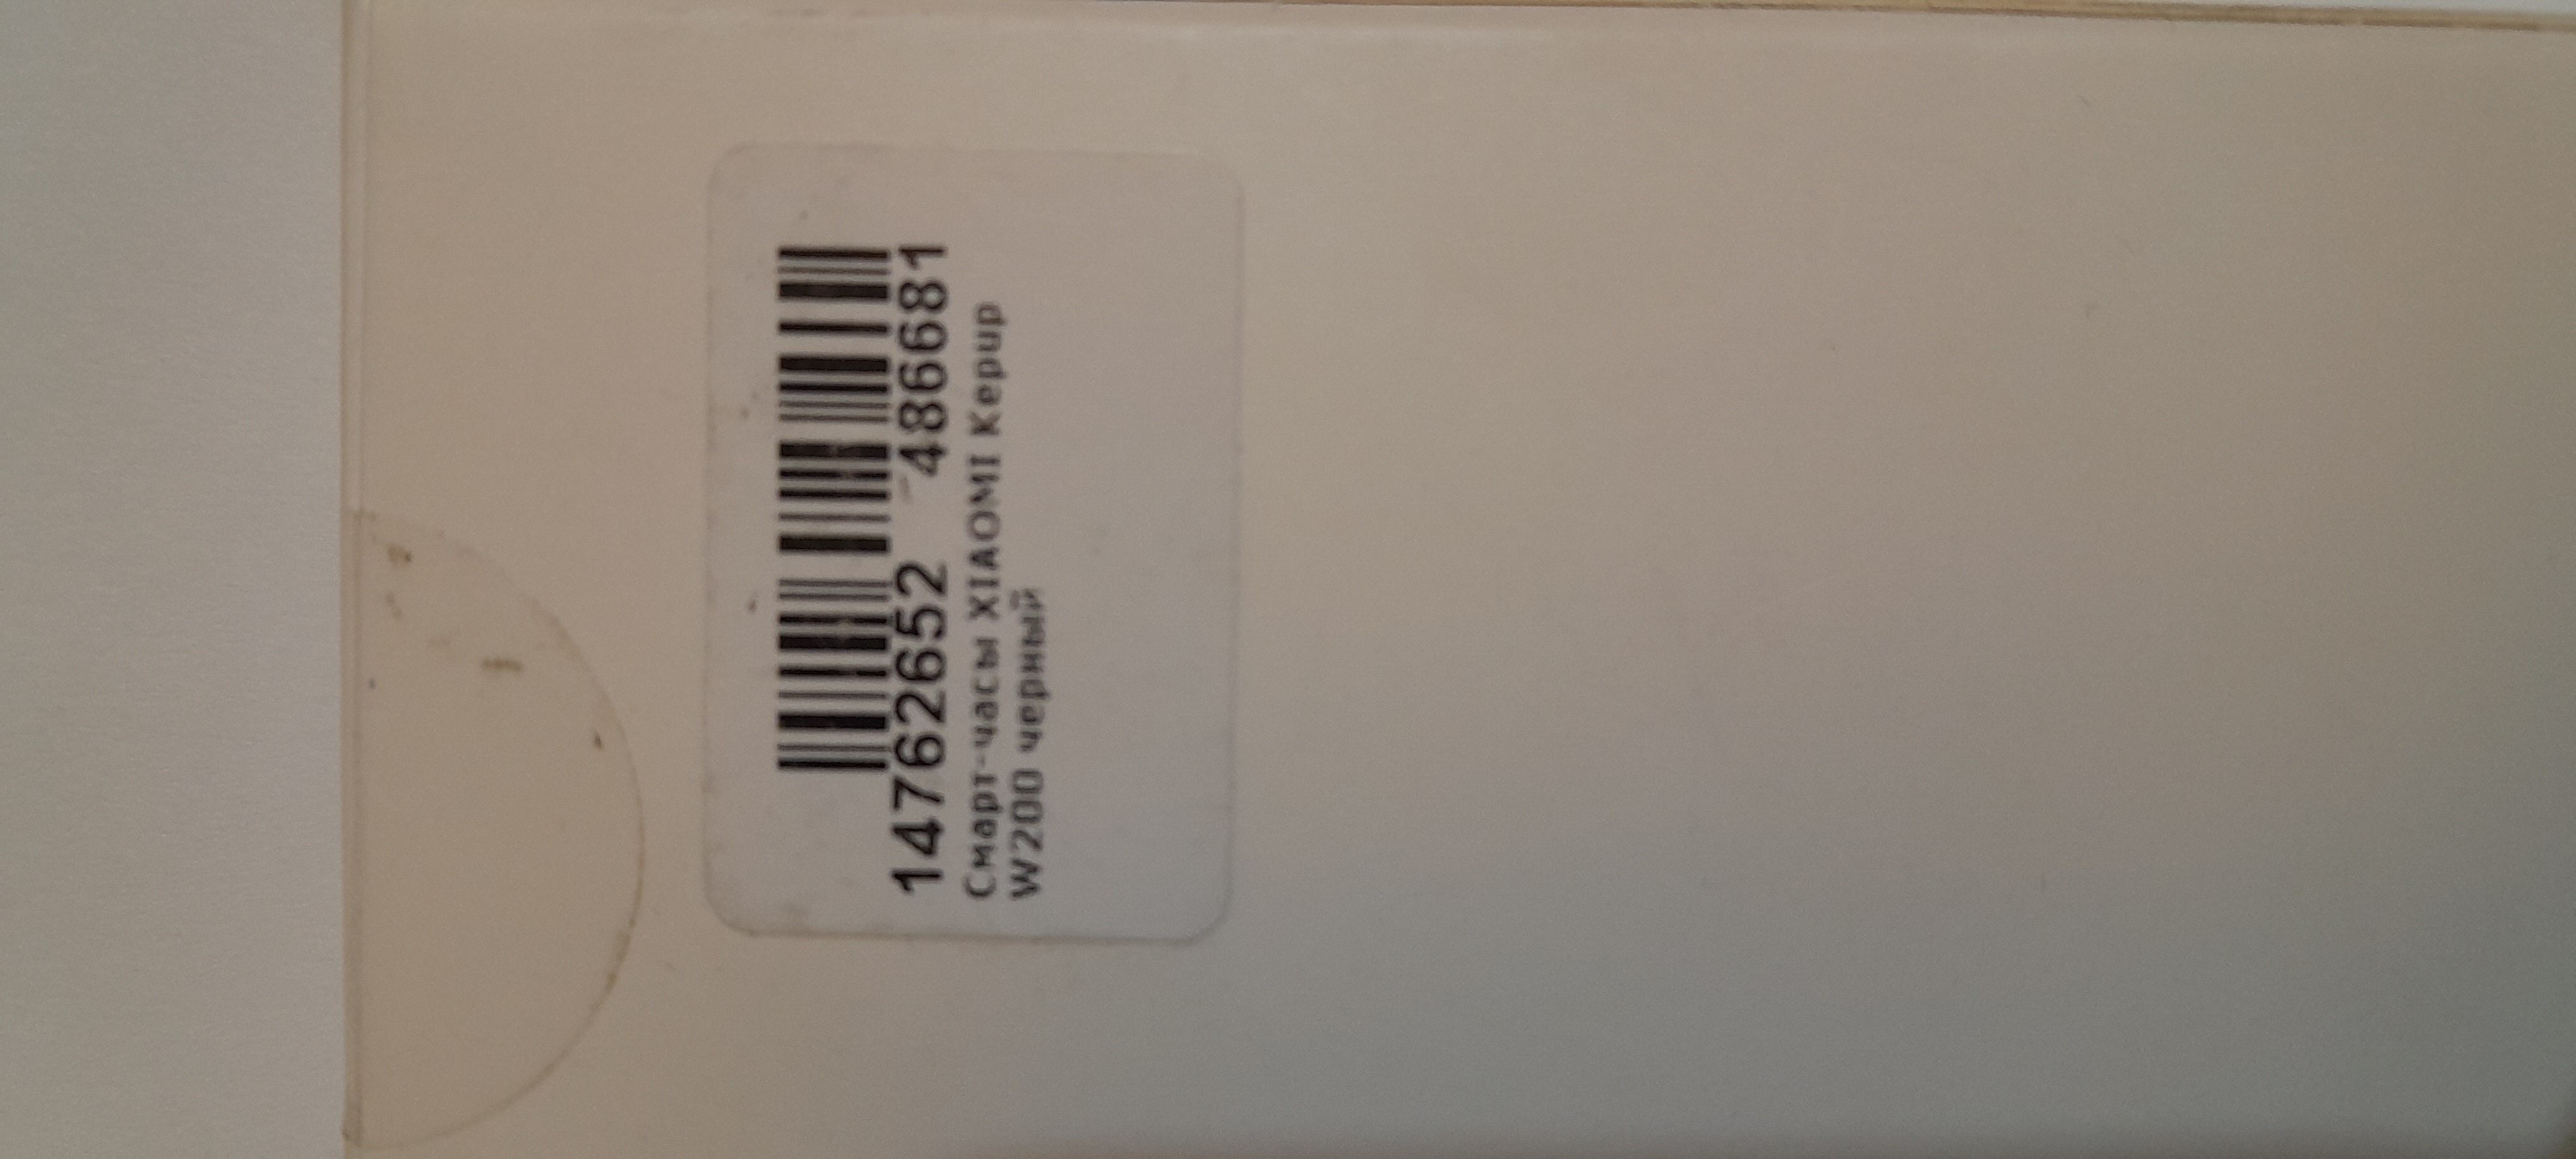 14762652 486681
Смарт-часы XIAOMI Kepup
W200 черный